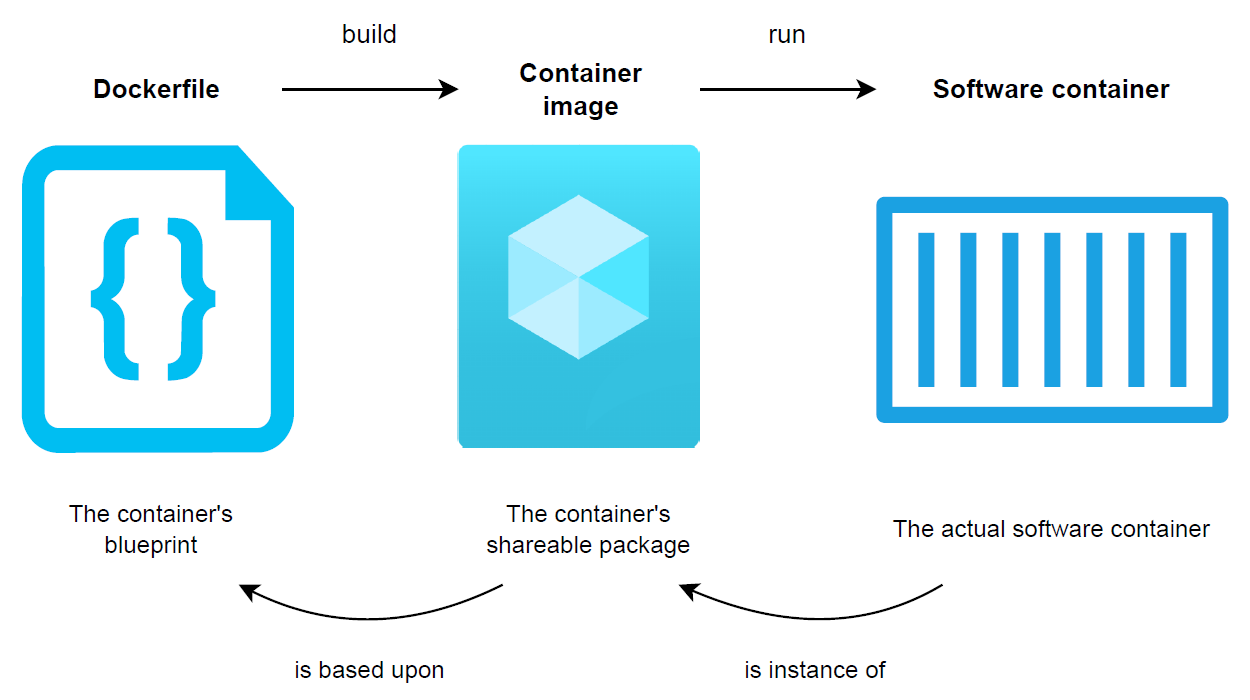 build
run
Dockerfile
Container
image
Software container
{}
The container's
blueprint
The container's
shareable package
The actual software container
is based upon
is instance of